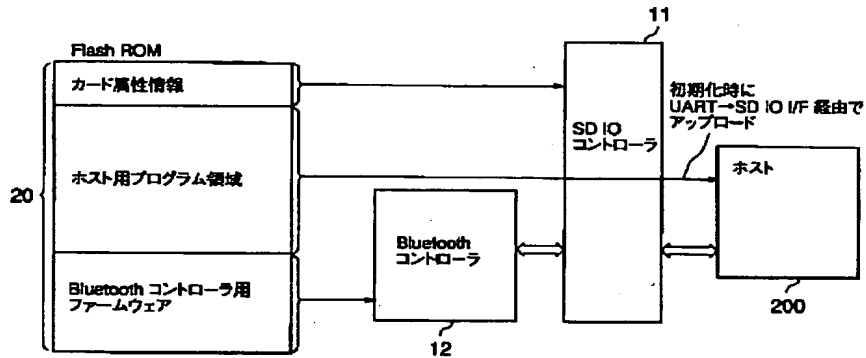 Flash ROM
カード属性情報
ホスト用プログラム領域
Bluetooth コントローラ用
ファームウェア
20
Bluetooth
コントローラ
12
11
SD IO
コントローラ
初期化時に
UART→SD IO I/F 経由で
アップロード
ホスト
200